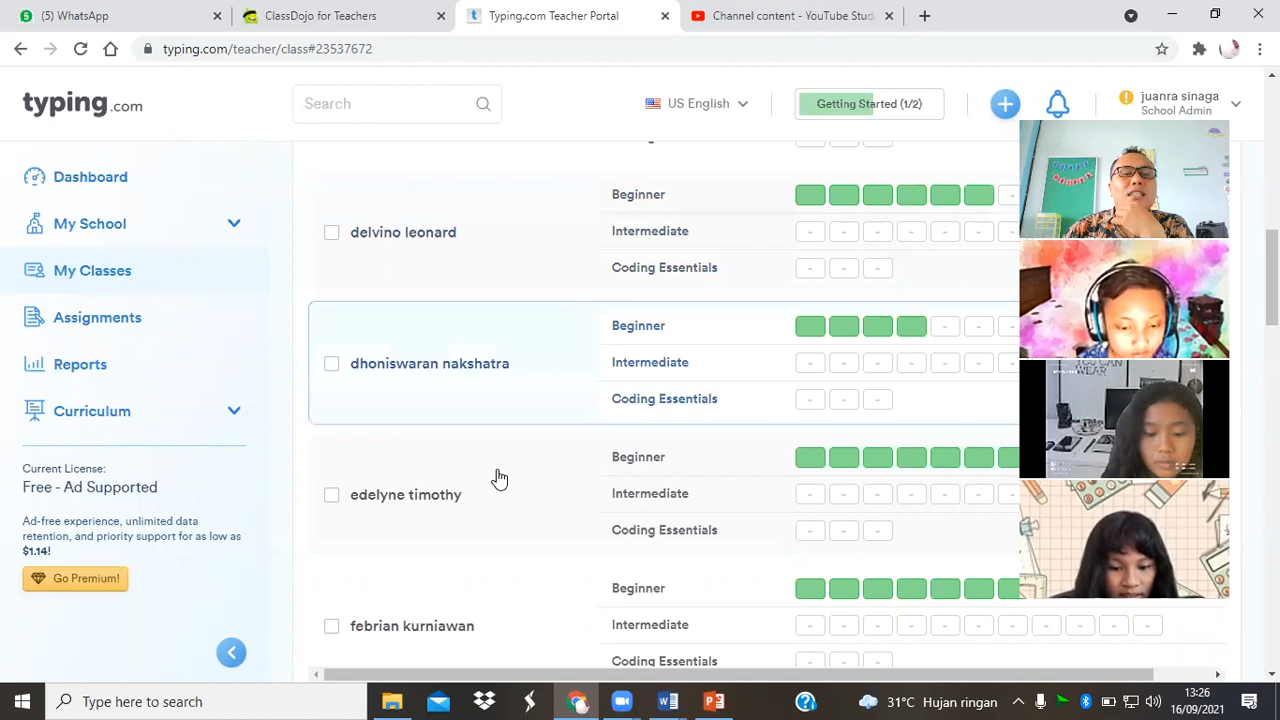 (5) WhatsApp
ClassDojo for Teachers
Typing.com Teacher Portal
Channel content - YouTube Stu
typing.com/teacher/class#23537672
typing.com
Search
US English
Getting Started (1/2)
juanra sinaga
School Admin
Dashboard
My School
My Classes
Assignments
Reports
Curriculum
Current License:
Free - Ad Supported
Ad-free experience, unlimited data
retention, and priority support for as low as
$1.14!
Go Premium!
Beginner
delvino leonard
Intermediate
Coding Essentials
Beginner
dhoniswaran nakshatra
Intermediate
Coding Essentials
Beginner
edelyne timothy
Intermediate
Coding Essentials
Beginner
febrian kurniawan
Intermediate
Coding Essentials
YOU CAN
WEAR
Type here to search
31°C Hujan ringan
13:26
16/09/2021